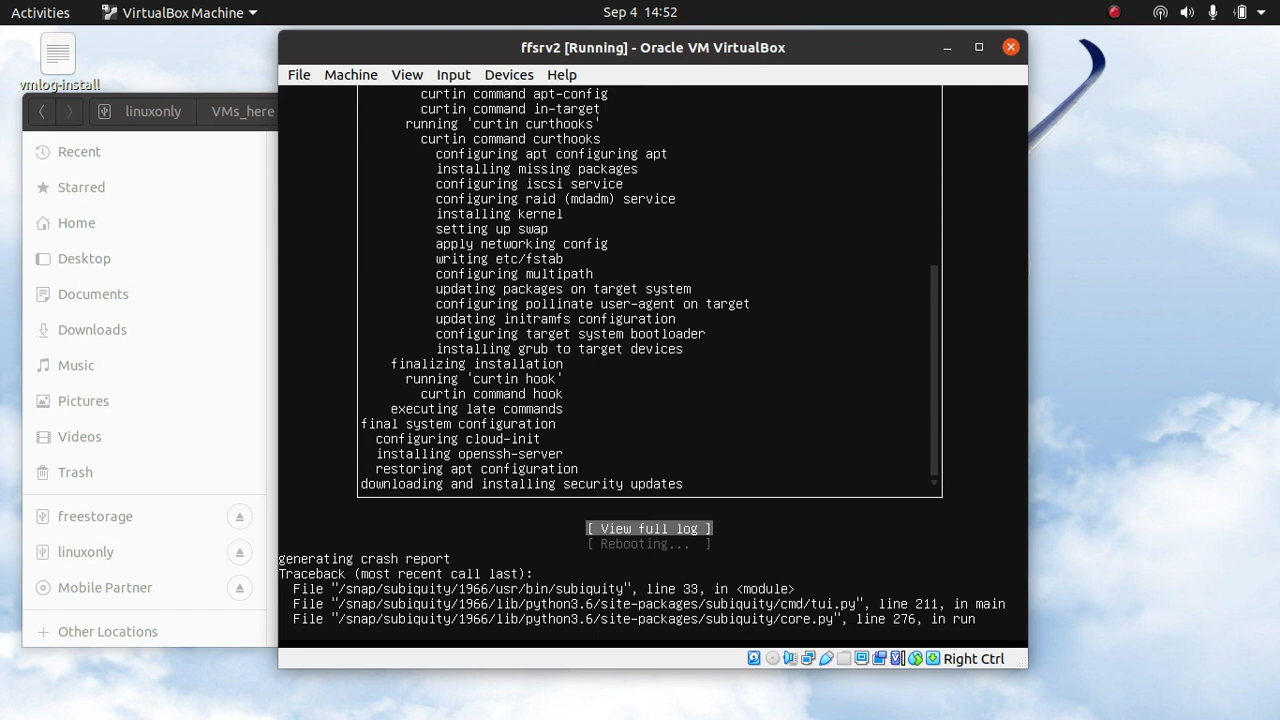 Activities
VirtualBox Machine
Sep 4 14:52
vmlog-install
linuxonly
VMs_here
Recent
Starred
Home
Desktop
Documents
Downloads
Music
Pictures
Videos
Trash
freestorage
linuxonly
Mobile Partner
Other Locations
ffsrv2 [Running] - Oracle VM VirtualBox
File Machine View Input Devices Help
curtin command apt-config
curtin command in-target
running 'curtin curthooks'
curtin command curthooks
configuring apt configuring apt
installing missing packages
configuring iscsi service
configuring raid (mdadm) service
installing kernel
setting up swap
apply networking config
writing etc/fstab
configuring multipath
updating packages on target system
configuring pollinate user-agent on target
updating initramfs configuration
configuring target system bootloader
installing grub to target devices
finalizing installation
running 'curtin hook'
curtin command hook
executing late commands
final system configuration
configuring cloud-init
installing openssh-server
restoring apt configuration
downloading and installing security updates
[ View full log ]
[ Rebooting... ]
generating crash report
Traceback (most recent call last):
File "/snap/subiquity/1966/usr/bin/subiquity", line 33, in <module>
File "/snap/subiquity/1966/lib/python3.6/site-packages/subiquity/cmd/tui.py", line 211, in main
File "/snap/subiquity/1966/lib/python3.6/site-packages/subiquity/core.py", line 276, in run
Right Ctrl